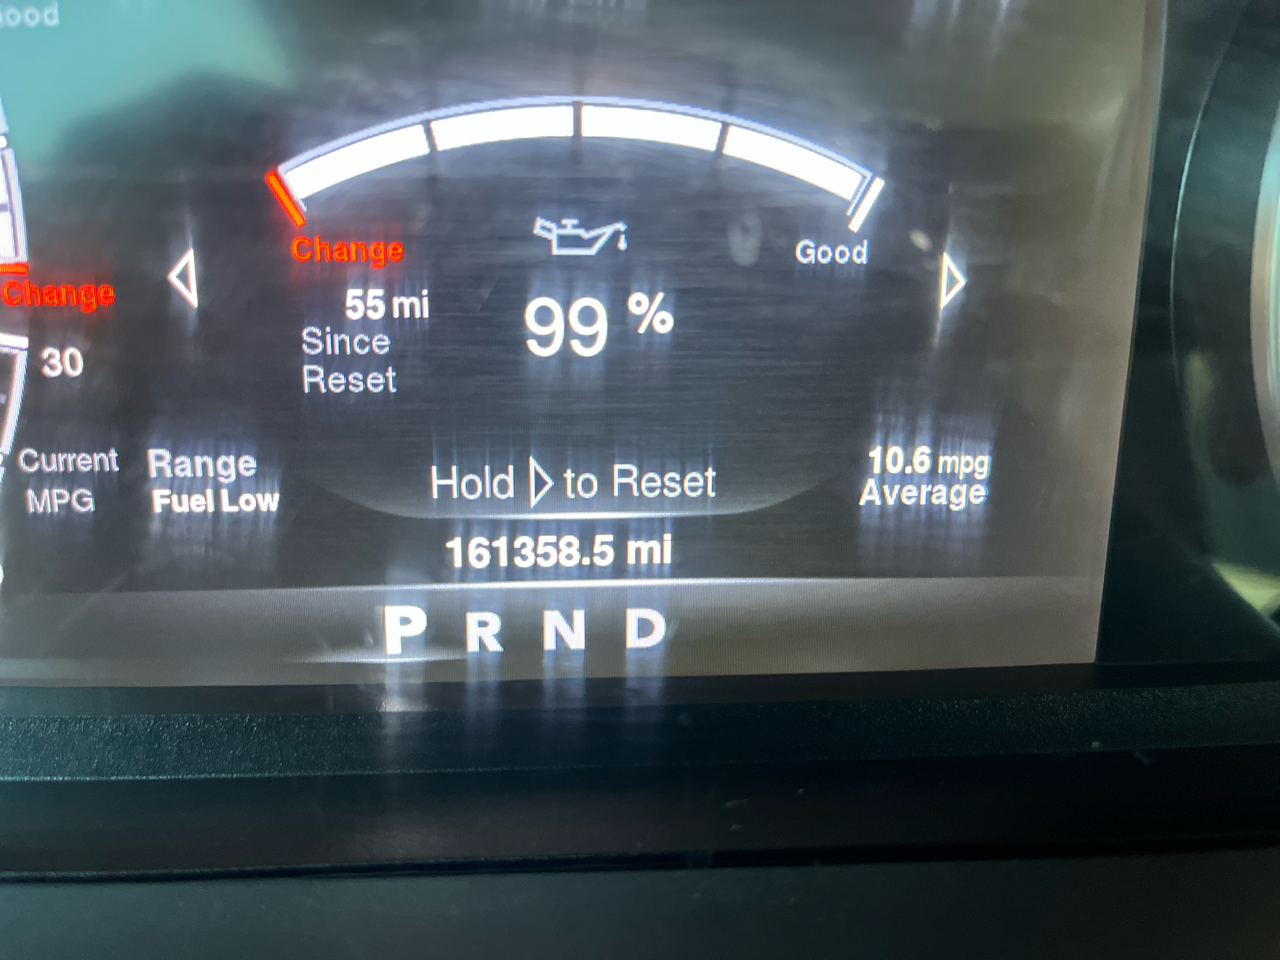 Good
Change
Good
Change
55 mi
99 %
Since
Reset
30
Current
MPG
Range
Fuel Low
Hold ▷ to Reset
10.6 mpg
Average
161358.5 mi
P R N D